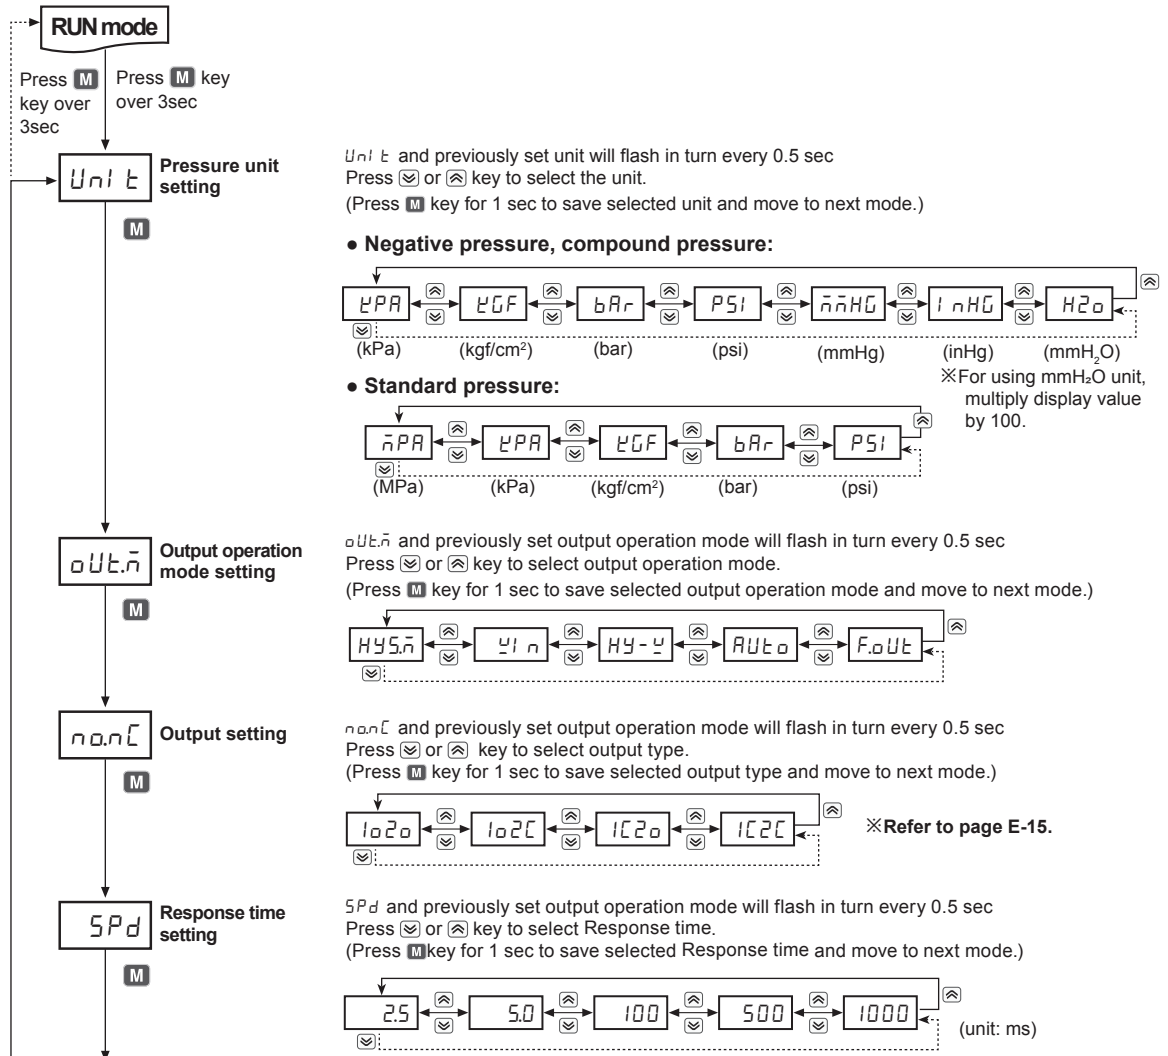 RUN mode
Press M key over 3sec
Press M key over 3sec
UnIt
Pressure unit
setting
M
UnIt and previously set unit will flash in turn every 0.5 sec
Press or key to select the unit.
(Press M key for 1 sec to save selected unit and move to next mode.)
● Negative pressure, compound pressure:
kPA kGF bAr PSI mmHG InHG H2o
(kPa) (kgf/cm²) (bar) (psi) (mmHg) (inHg) (mmH₂O)
※For using mmH₂O unit,
multiply display value
by 100.
● Standard pressure:
mPA kPA kGF bAr PSI
(MPa) (kPa) (kgf/cm²) (bar) (psi)
oUt.m
Output operation
mode setting
M
oUt.m and previously set output operation mode will flash in turn every 0.5 sec
Press or key to select output operation mode.
(Press M key for 1 sec to save selected output operation mode and move to next mode.)
HYS.m WIn HY-W AUto F.oUt
no.nC
Output setting
M
no.nC and previously set output operation mode will flash in turn every 0.5 sec
Press or key to select output type.
(Press M key for 1 sec to save selected output type and move to next mode.)
1o2o 1o2C 1C2o 1C2C
※Refer to page E-15.
SPd
Response time
setting
M
SPd and previously set output operation mode will flash in turn every 0.5 sec
Press or key to select Response time.
(Press M key for 1 sec to save selected Response time and move to next mode.)
2.5 5.0 100 500 1000
(unit: ms)